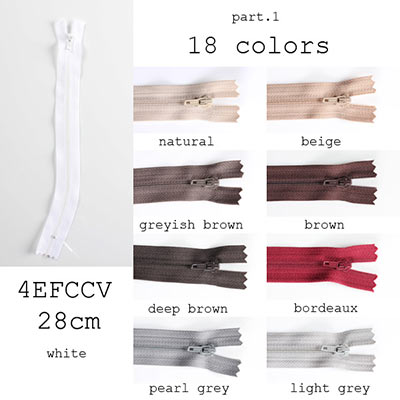 part.1
18 colors
natural
beige
greyish brown
brown
deep brown
bordeaux
pearl grey
light grey
4EFCCV
28cm
white